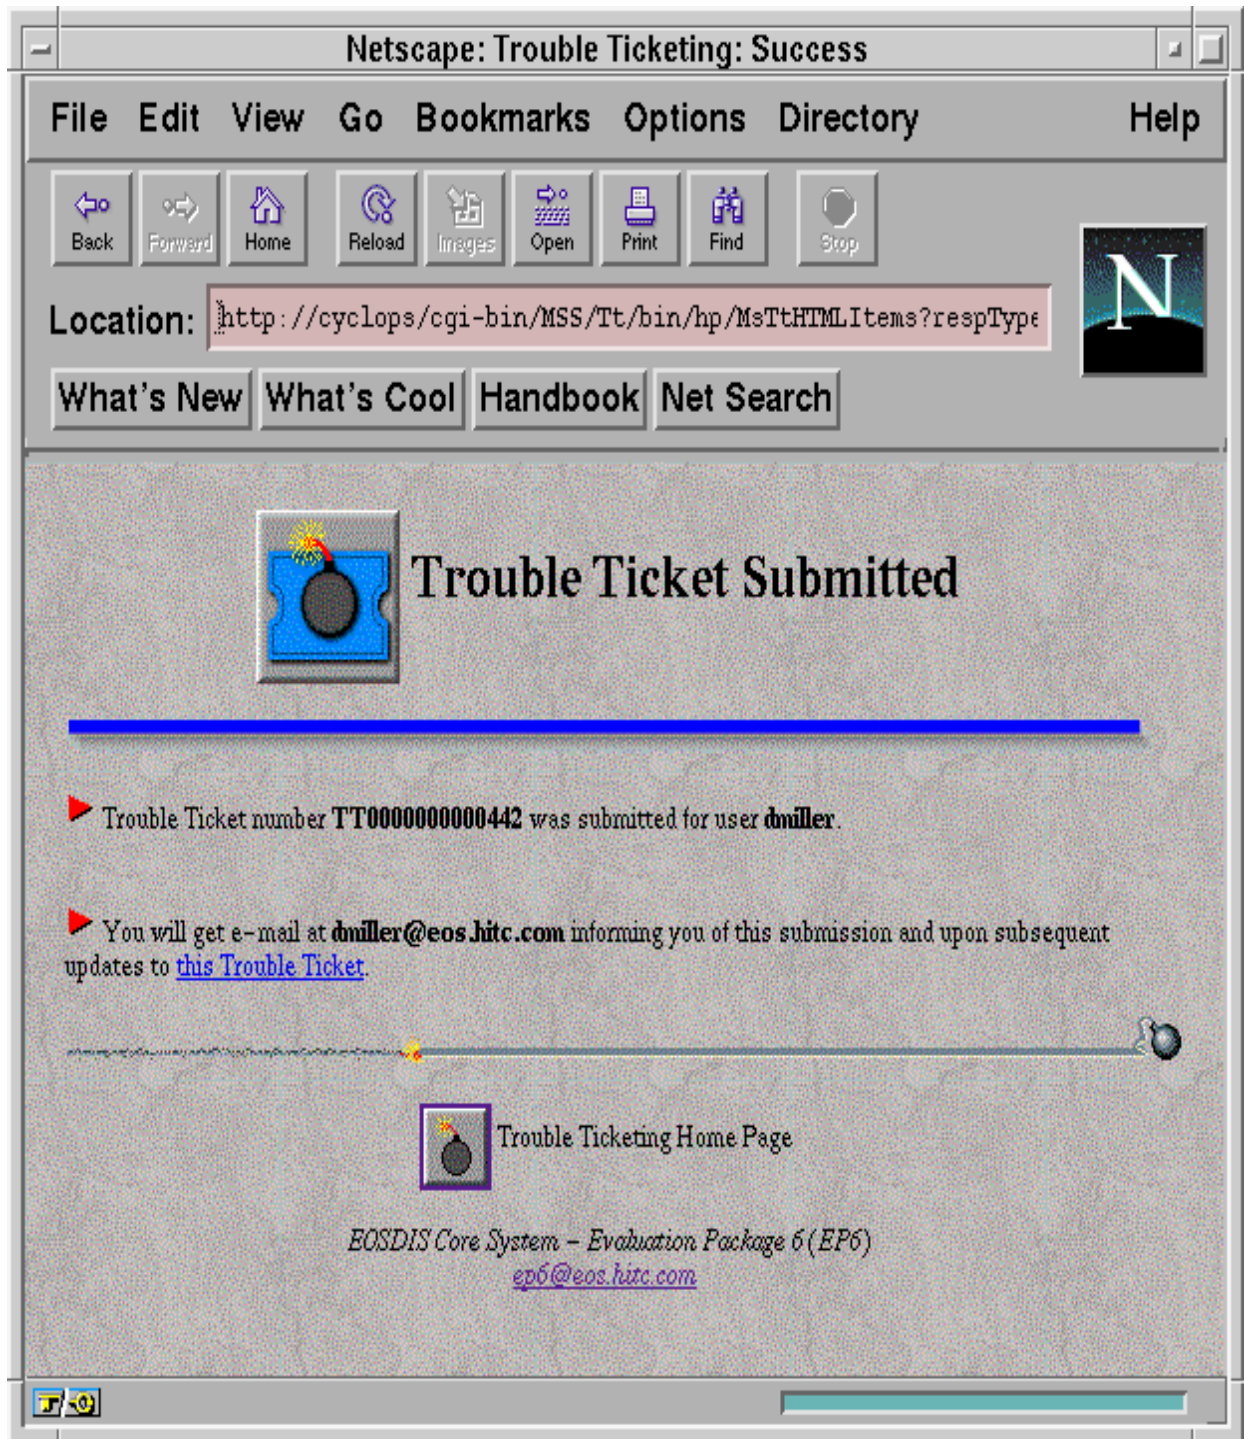 Netscape: Trouble Ticketing: Success
File Edit View Go Bookmarks Options Directory Help
Back Forward Home Reload Images Open Print Find Stop
N
Location: http://cyclops/cgi-bin/MSS/Tt/bin/hp/MsTtHTMLItems?respType
What's New What's Cool Handbook Net Search
Trouble Ticket Submitted
Trouble Ticket number TT0000000000442 was submitted for user dmiller.
You will get e-mail at dmiller@eos.hitc.com informing you of this submission and upon subsequent
updates to this Trouble Ticket.
Trouble Ticketing Home Page
EOSDIS Core System – Evaluation Package 6 (EP6)
ep6@eos.hitc.com